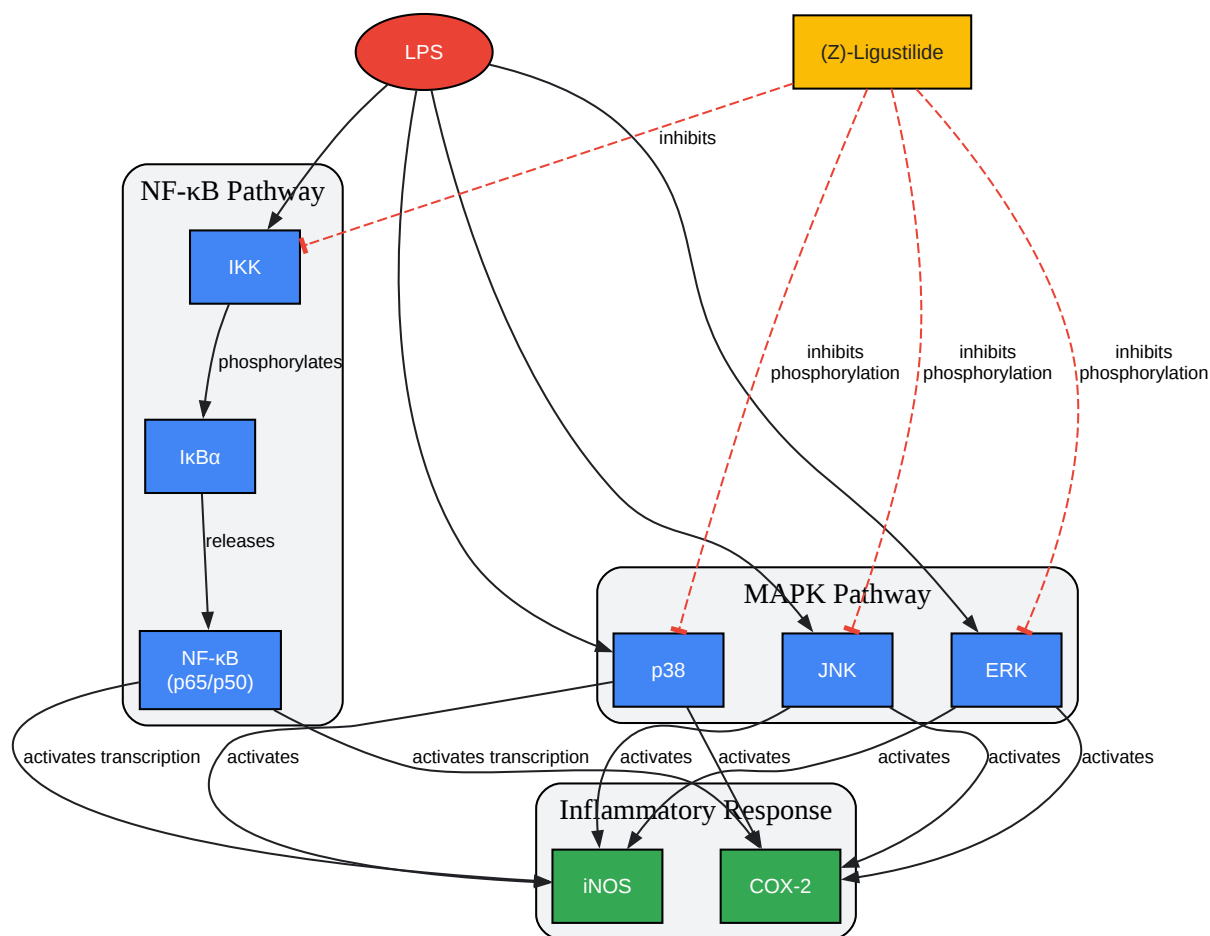 LPS
(Z)-Ligustilide
inhibits
NF-κB Pathway
IKK
phosphorylates
inhibits
phosphorylation
inhibits
phosphorylation
inhibits
phosphorylation
IκBα
releases
MAPK Pathway
NF-κB
(p65/p50)
p38
JNK
ERK
activates transcription
activates
activates transcription
activates
activates
activates
activates
activates
Inflammatory Response
iNOS
COX-2